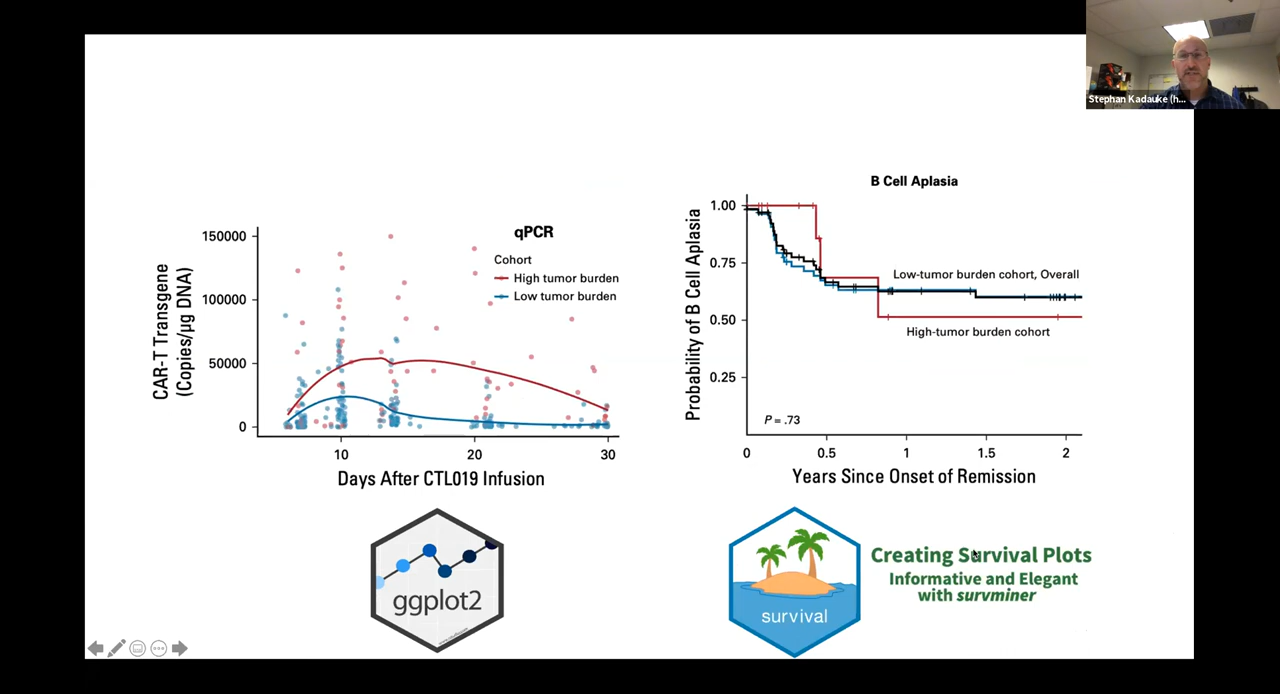 Stephan Kadauke (h...
qPCR
Cohort
High tumor burden
Low tumor burden
150000
100000
50000
0
CAR-T Transgene
(Copies/µg DNA)
10
20
30
Days After CTL019 Infusion
B Cell Aplasia
1.00
0.75
0.50
0.25
Probability of B Cell Aplasia
Low-tumor burden cohort, Overall
High-tumor burden cohort
P = .73
0
0.5
1
1.5
2
Years Since Onset of Remission
ggplot2
survival
Creating Survival Plots
Informative and Elegant
with survminer